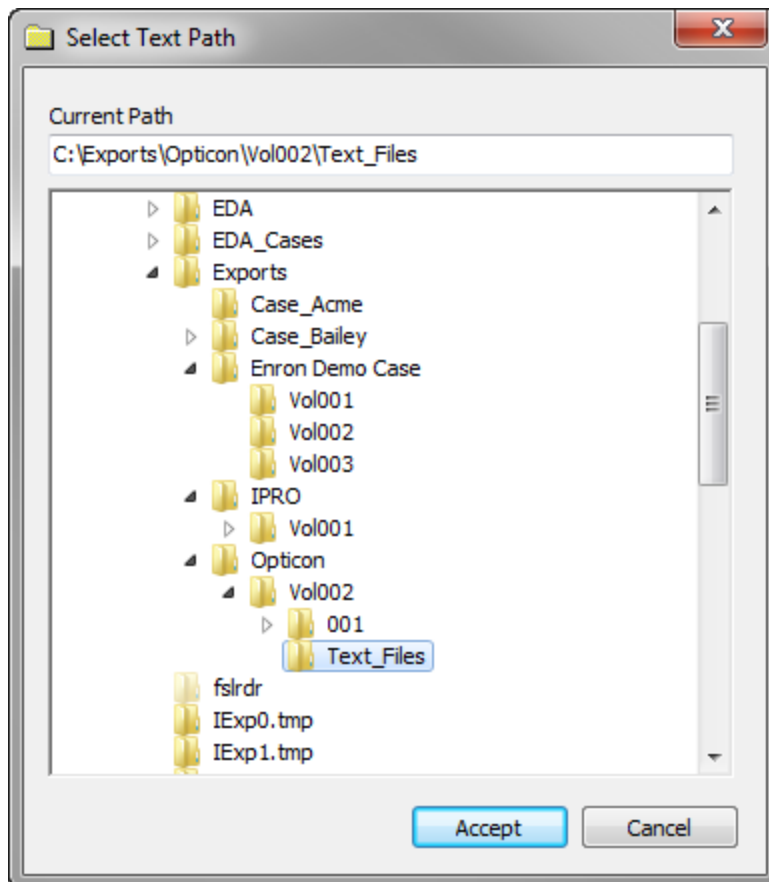 Select Text Path
Current Path
C:\Exports\Opticon\Vol002\Text_Files
EDA
EDA_Cases
Exports
Case_Acme
Case_Bailey
Enron Demo Case
Vol001
Vol002
Vol003
IPRO
Vol001
Opticon
Vol002
001
Text_Files
fslrdr
IExp0.tmp
IExp1.tmp
Accept Cancel